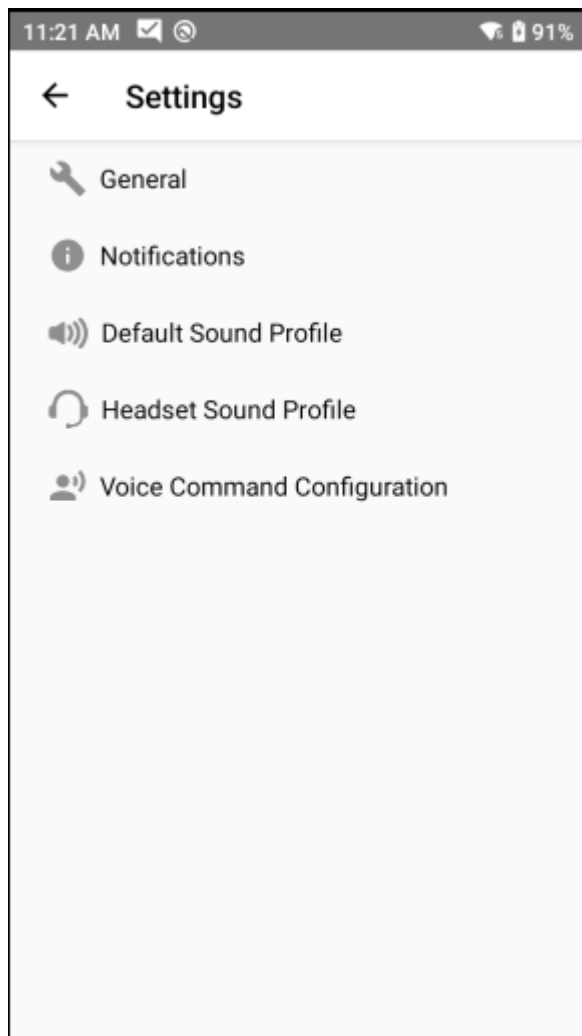 11:21 AM 91%
Settings
General
Notifications
Default Sound Profile
Headset Sound Profile
Voice Command Configuration